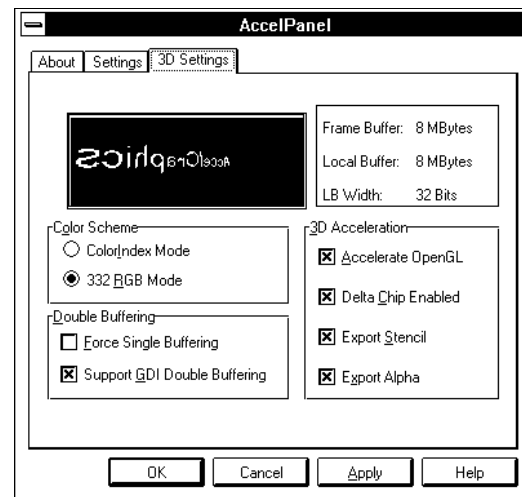 AccelPanel
About Settings 3D Settings
AccelGraphics
Frame Buffer: 8 MBytes
Local Buffer: 8 MBytes
LB Width: 32 Bits
Color Scheme
ColorIndex Mode
332 RGB Mode
Double Buffering
Force Single Buffering
Support GDI Double Buffering
3D Acceleration
Accelerate OpenGL
Delta Chip Enabled
Export Stencil
Export Alpha
OK Cancel Apply Help